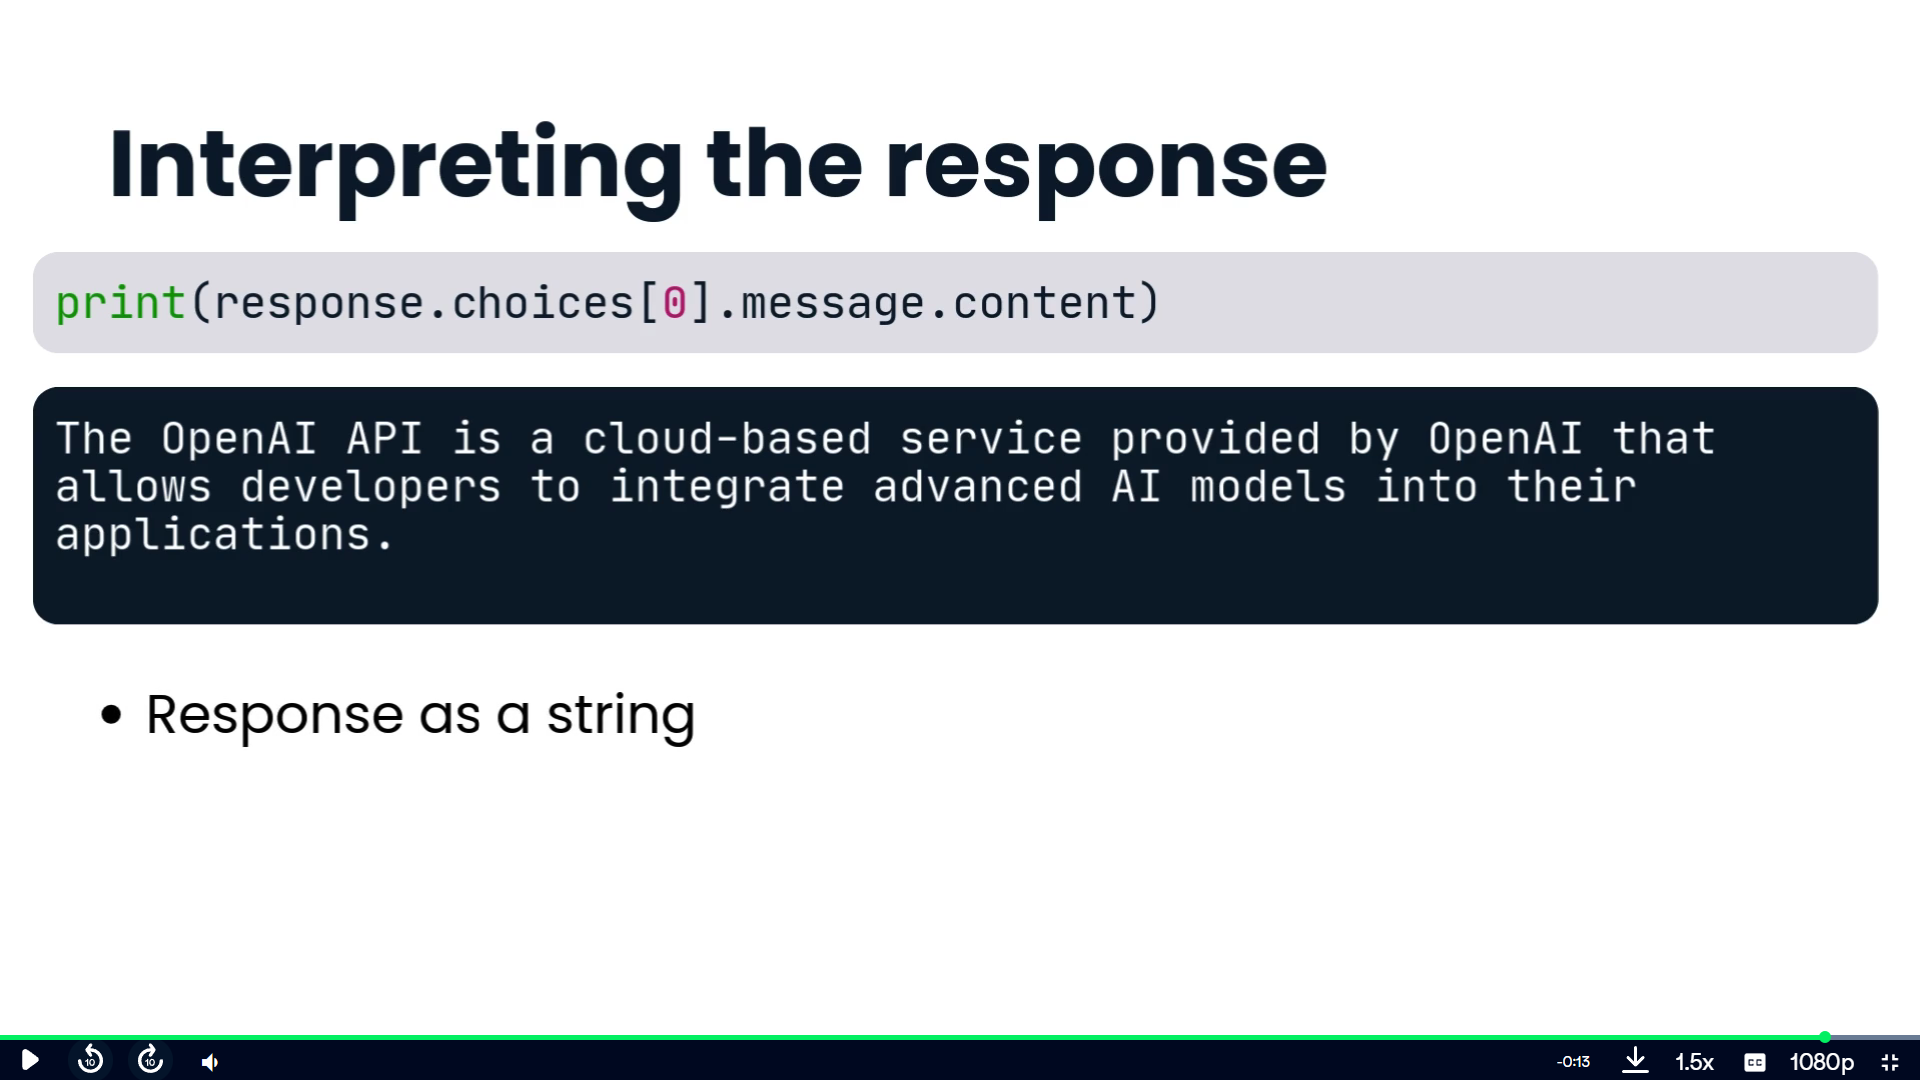 Interpreting the response
print(response.choices[0].message.content)
The OpenAI API is a cloud-based service provided by OpenAI that
allows developers to integrate advanced AI models into their
applications.
• Response as a string
10 10 -0:13 1.5x CC 1080p